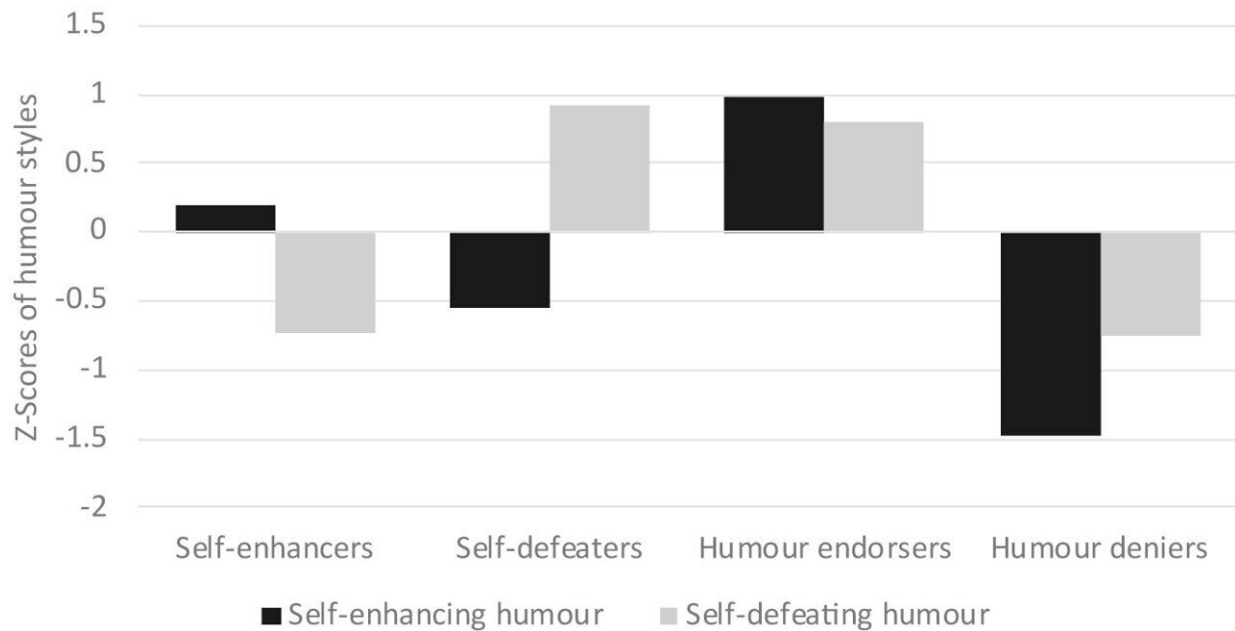 1.5
1
0.5
0
-0.5
-1
-1.5
-2
Z-Scores of humour styles
Self-enhancers Self-defeaters Humour endorsers Humour deniers
Self-enhancing humour Self-defeating humour